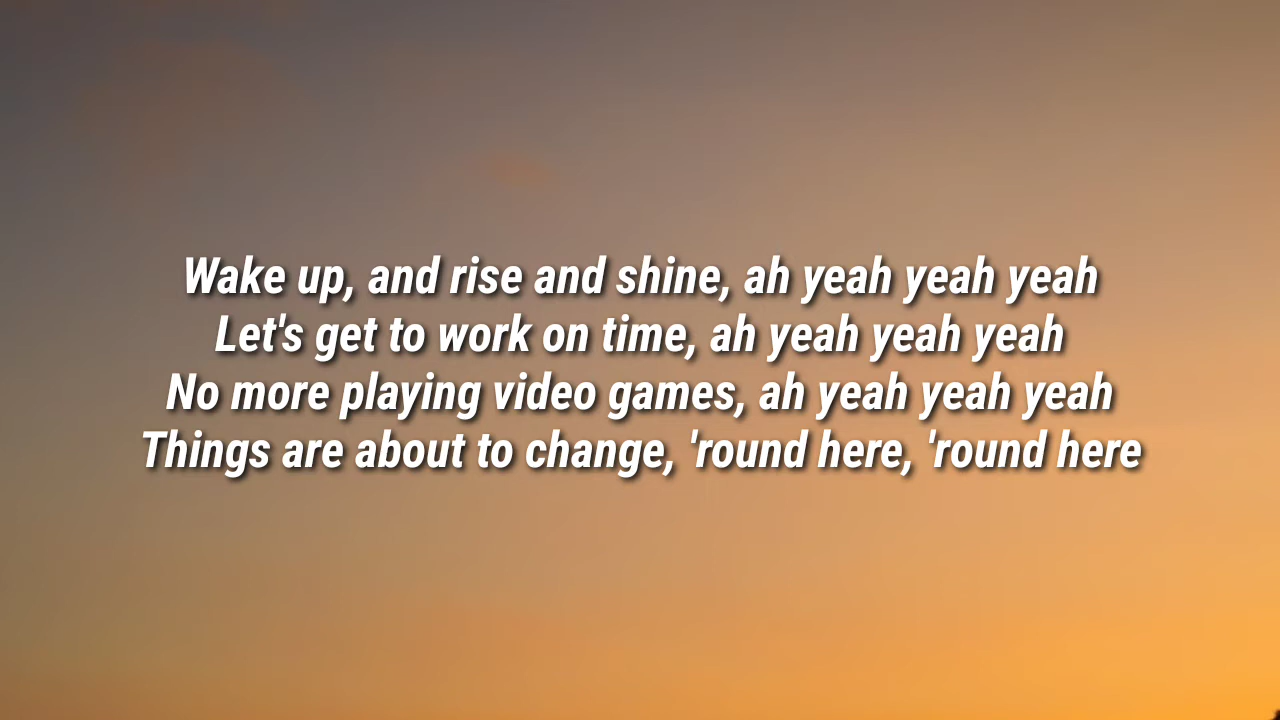 Wake up, and rise and shine, ah yeah yeah yeah
Let's get to work on time, ah yeah yeah yeah
No more playing video games, ah yeah yeah yeah
Things are about to change, 'round here, 'round here